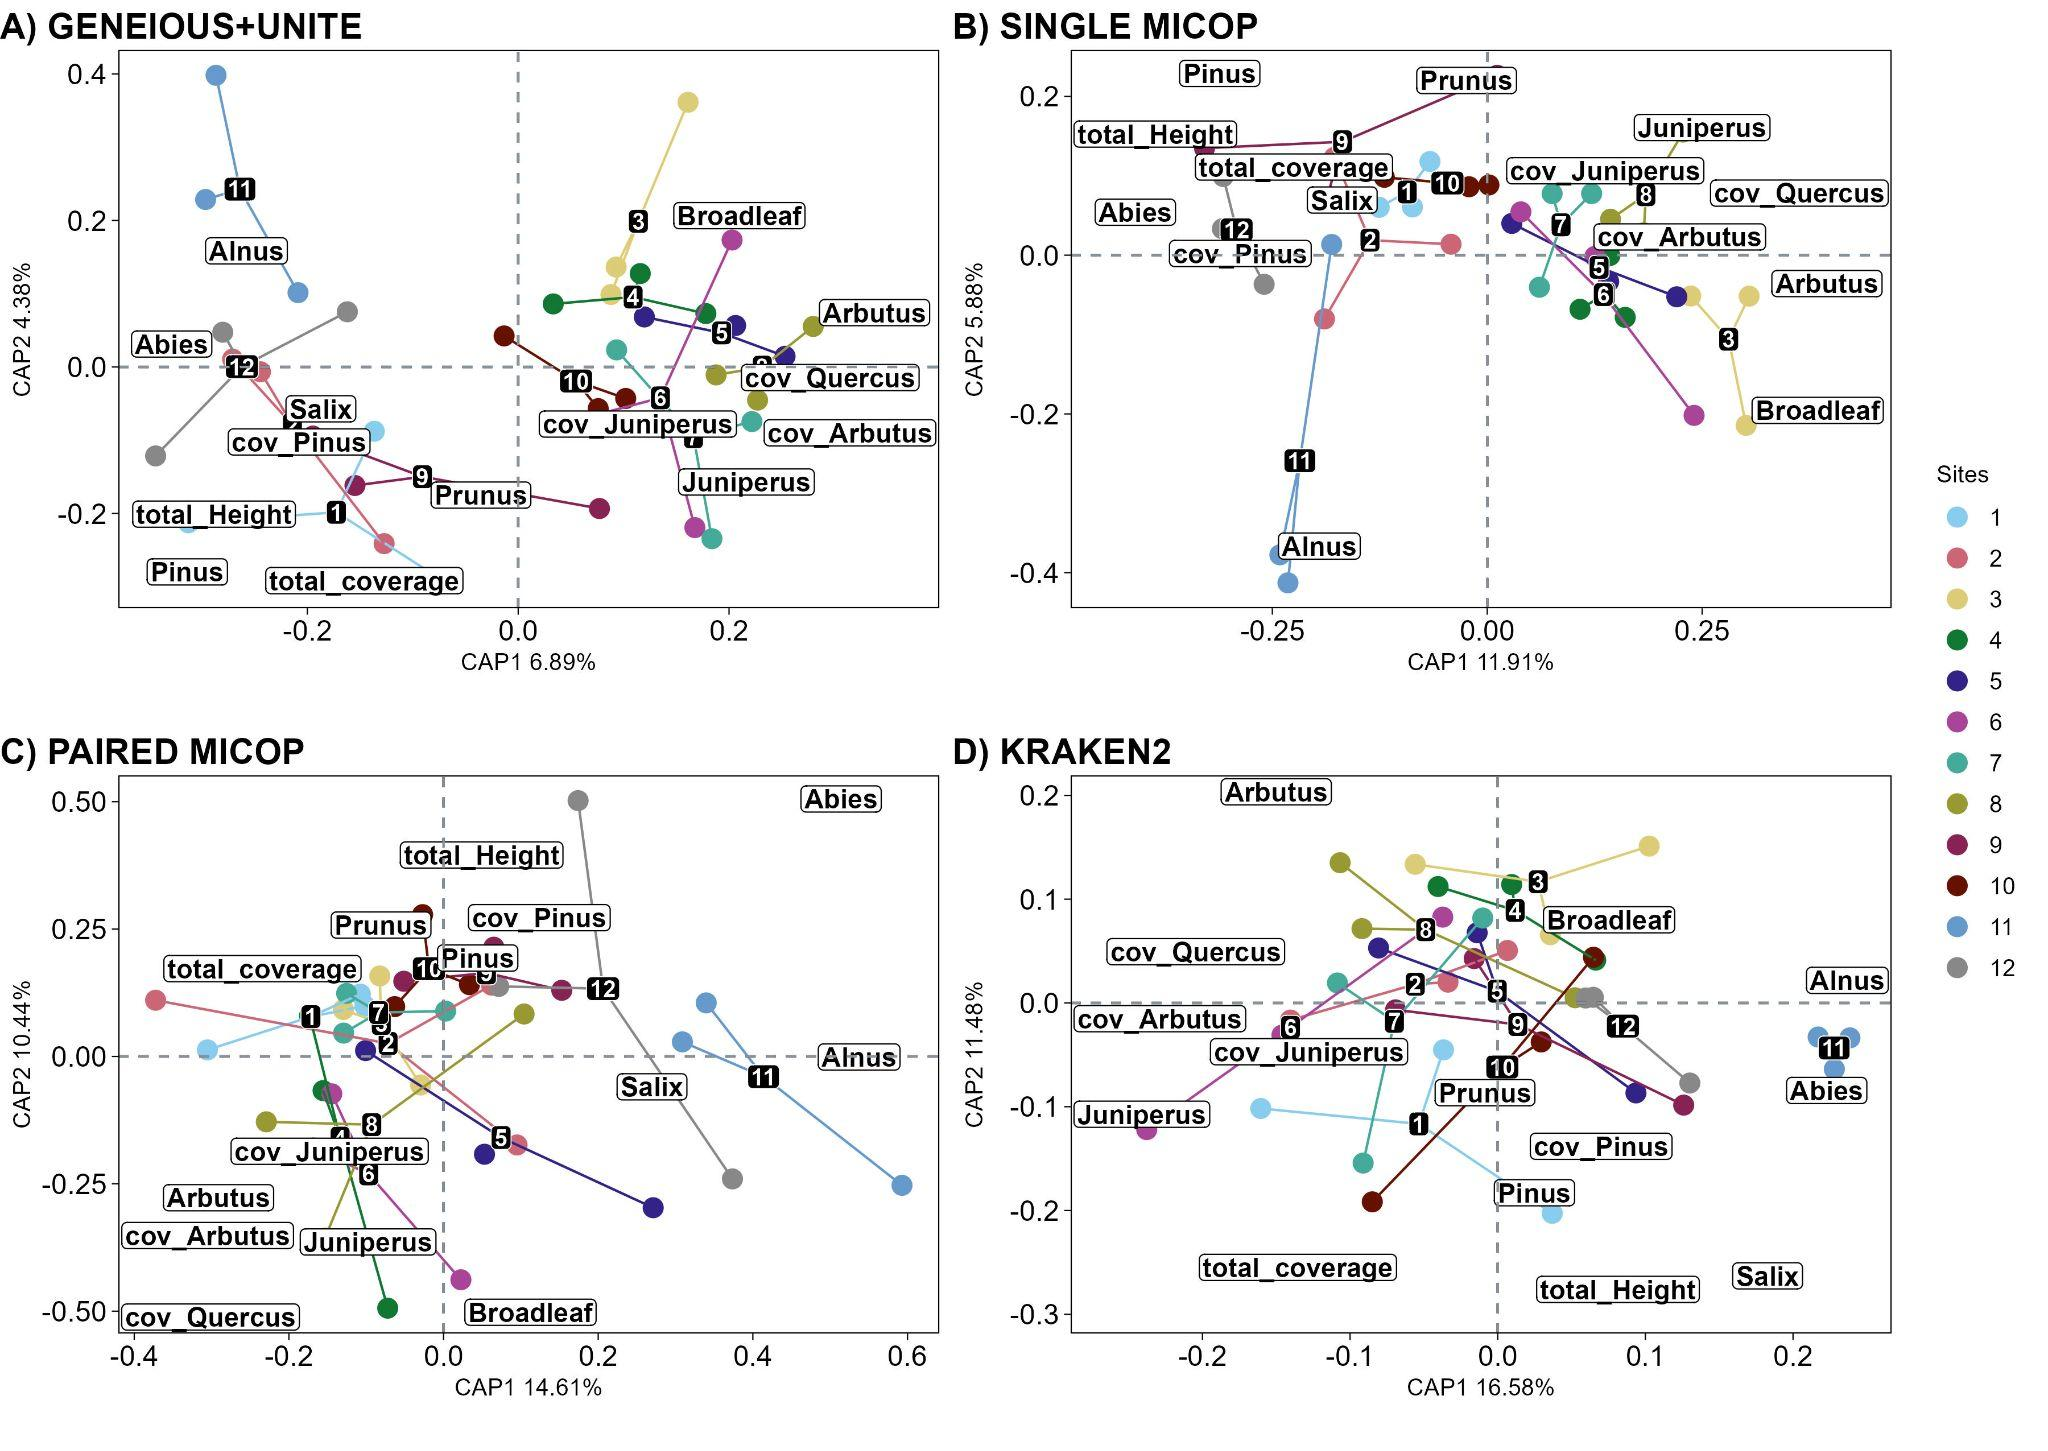 A) GENEIOUS+UNITE
0.4
0.2
0.0
-0.2
CAP2 4.38%
11
Alnus
3
Broadleaf
4
5
Arbutus
Abies
12
10
cov_Quercus
Salix
6
cov_Pinus
cov_Juniperus
cov_Arbutus
9
Prunus
Juniperus
total_Height
1
Pinus
total_coverage
-0.2
0.0
0.2
CAP1 6.89%
B) SINGLE MICOP
0.2
0.0
-0.2
-0.4
CAP2 5.88%
Pinus
Prunus
total_Height
9
Juniperus
total_coverage
cov_Juniperus
1
10
8
cov_Quercus
Salix
Abies
7
12
2
cov_Arbutus
cov_Pinus
5
Arbutus
6
3
Broadleaf
11
Alnus
-0.25
0.00
0.25
CAP1 11.91%
C) PAIRED MICOP
0.50
0.25
0.00
-0.25
-0.50
CAP2 10.44%
Abies
total_Height
Prunus
cov_Pinus
Pinus
total_coverage
10
9
12
1
7
2
Alnus
11
Salix
8
5
4
cov_Juniperus
6
Arbutus
cov_Arbutus
Juniperus
cov_Quercus
Broadleaf
-0.4
-0.2
0.0
0.2
0.4
0.6
CAP1 14.61%
D) KRAKEN2
0.2
0.1
0.0
-0.1
-0.2
-0.3
CAP2 11.48%
Arbutus
3
4
Broadleaf
8
cov_Quercus
2
5
Alnus
cov_Arbutus
6
7
9
12
cov_Juniperus
11
10
Prunus
Abies
Juniperus
1
cov_Pinus
Pinus
total_coverage
total_Height
Salix
-0.2
-0.1
0.0
0.1
0.2
CAP1 16.58%
Sites
1
2
3
4
5
6
7
8
9
10
11
12